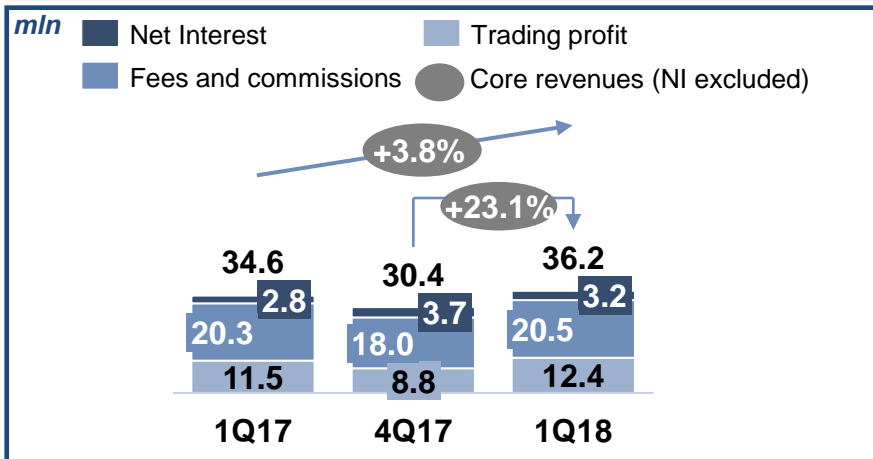 mln
Net Interest
Trading profit
Fees and commissions
Core revenues (NI excluded)
+3.8%
+23.1%
34.6
30.4
36.2
2.8
3.7
3.2
20.3
18.0
20.5
11.5
8.8
12.4
1Q17
4Q17
1Q18